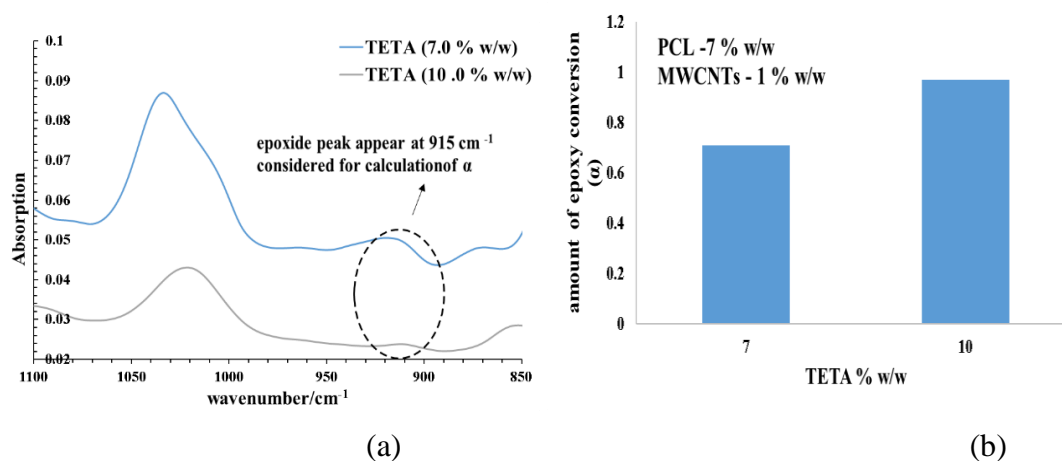 TETA (7.0 % w/w)
TETA (10 .0 % w/w)
epoxide peak appear at 915 cm -1
considered for calculationof α
Absorption
0.1
0.09
0.08
0.07
0.06
0.05
0.04
0.03
0.02
1100
1050
1000
950
900
850
wavenumber/cm-1
(a)
PCL -7 % w/w
MWCNTs - 1 % w/w
amount of epoxy conversion
(α)
1.2
1
0.8
0.6
0.4
0.2
0
7
10
TETA % w/w
(b)